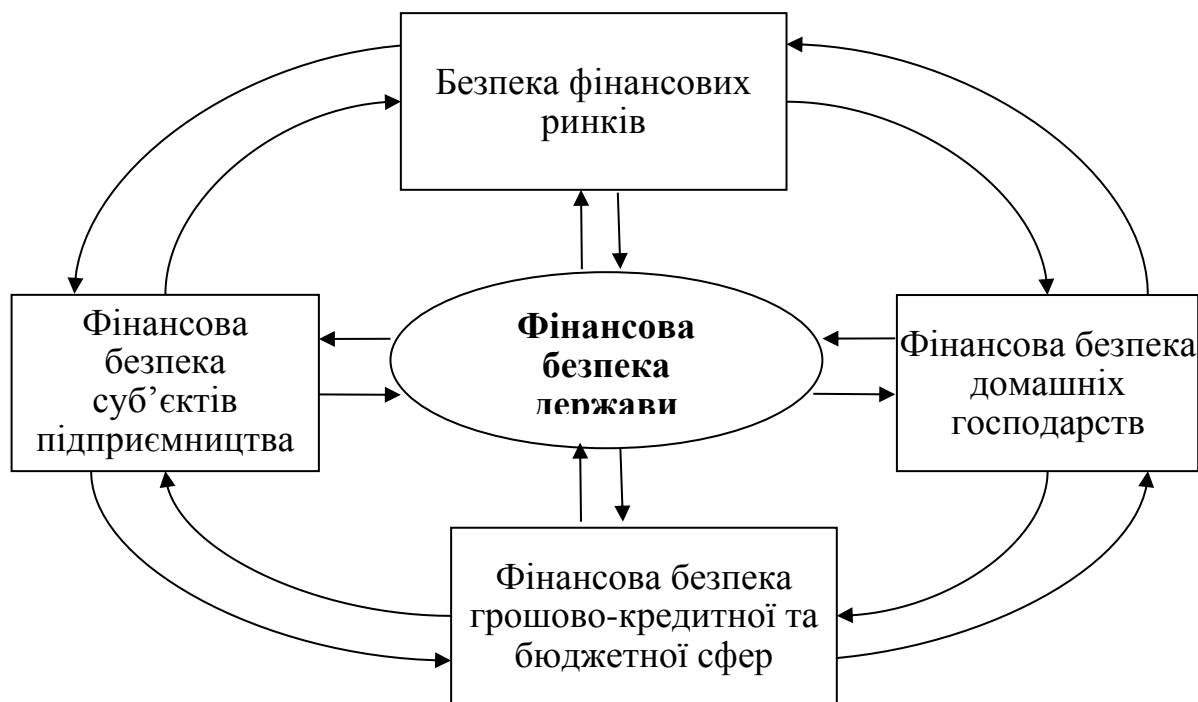 Безпека фінансових
ринків
Фінансова
безпека
суб’єктів
підприємництва
Фінансова
безпека
держави
Фінансова безпека
домашніх
господарств
Фінансова безпека
грошово-кредитної та
бюджетної сфер